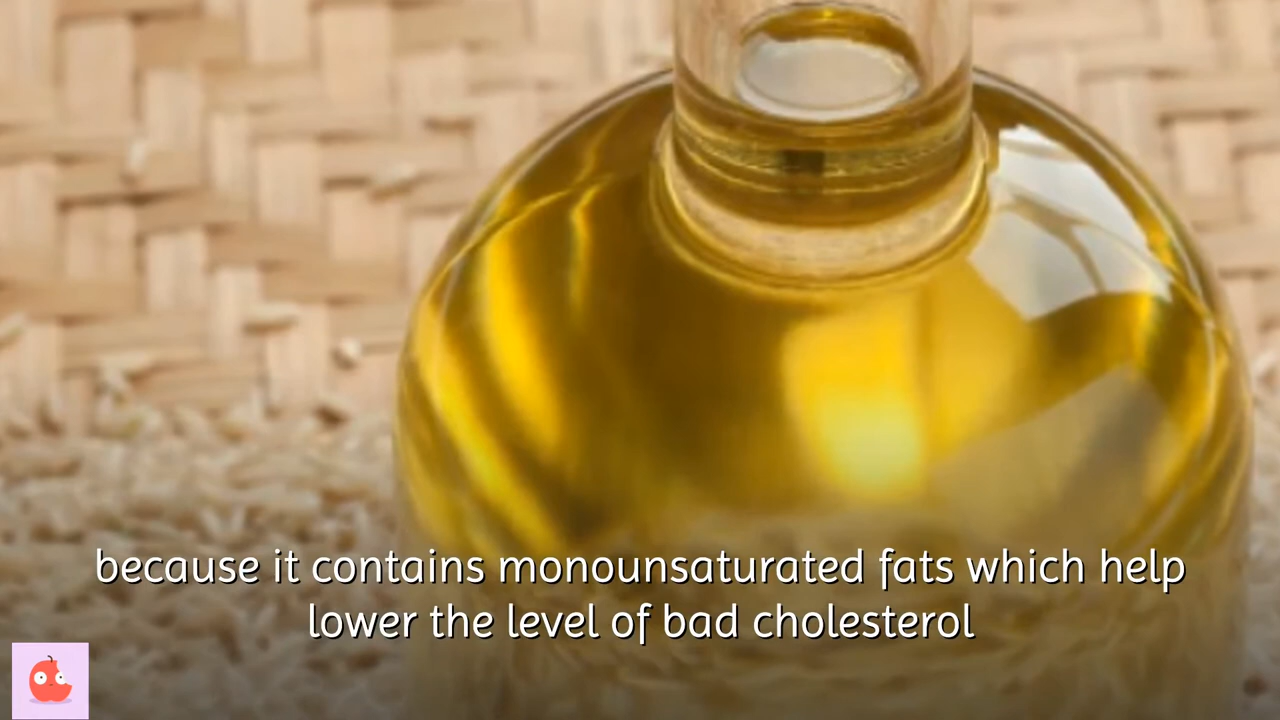 because it contains monounsaturated fats which help
lower the level of bad cholesterol